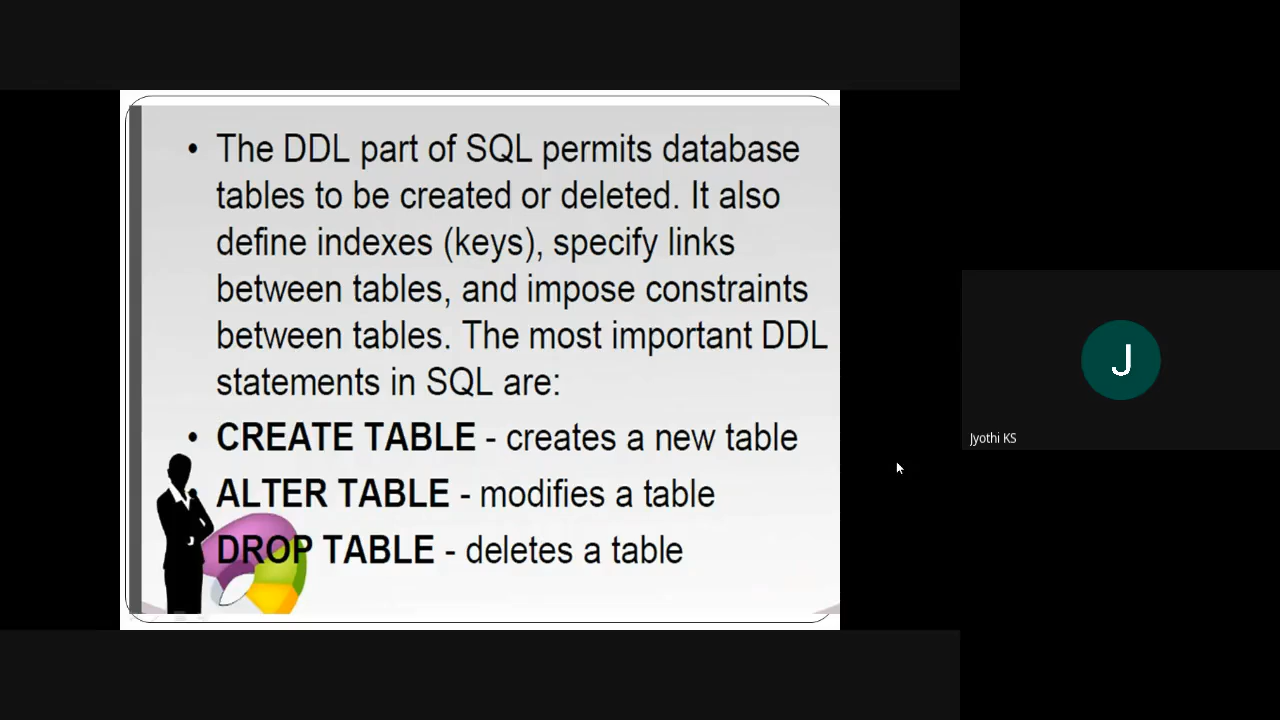 • The DDL part of SQL permits database
tables to be created or deleted. It also
define indexes (keys), specify links
between tables, and impose constraints
between tables. The most important DDL
statements in SQL are:
• CREATE TABLE - creates a new table
ALTER TABLE - modifies a table
DROP TABLE - deletes a table
J
Jyothi KS